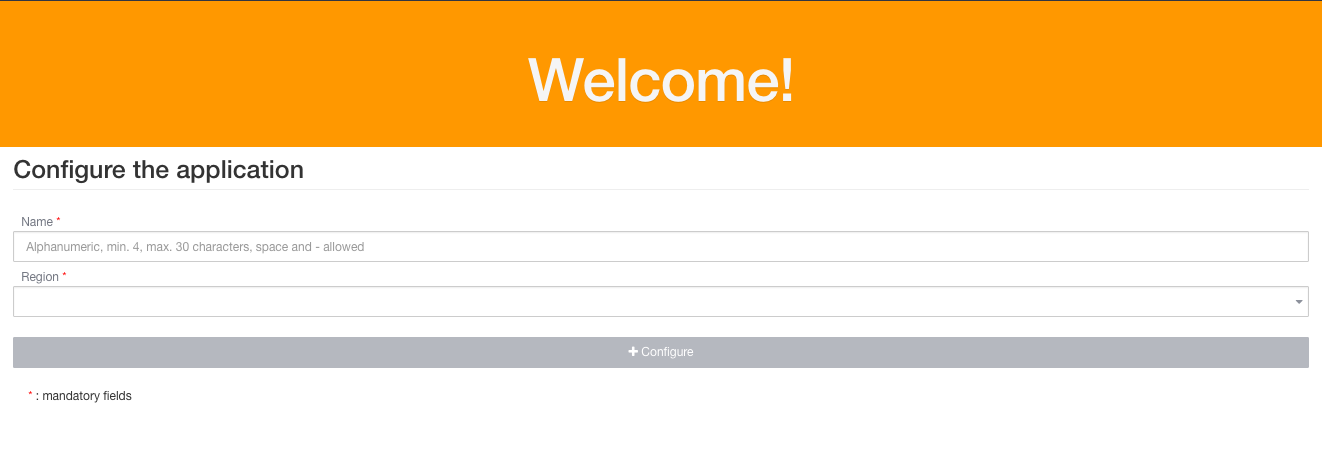 Welcome!
Configure the application
Name *
Alphanumeric, min. 4, max. 30 characters, space and - allowed
Region *
+ Configure
* : mandatory fields